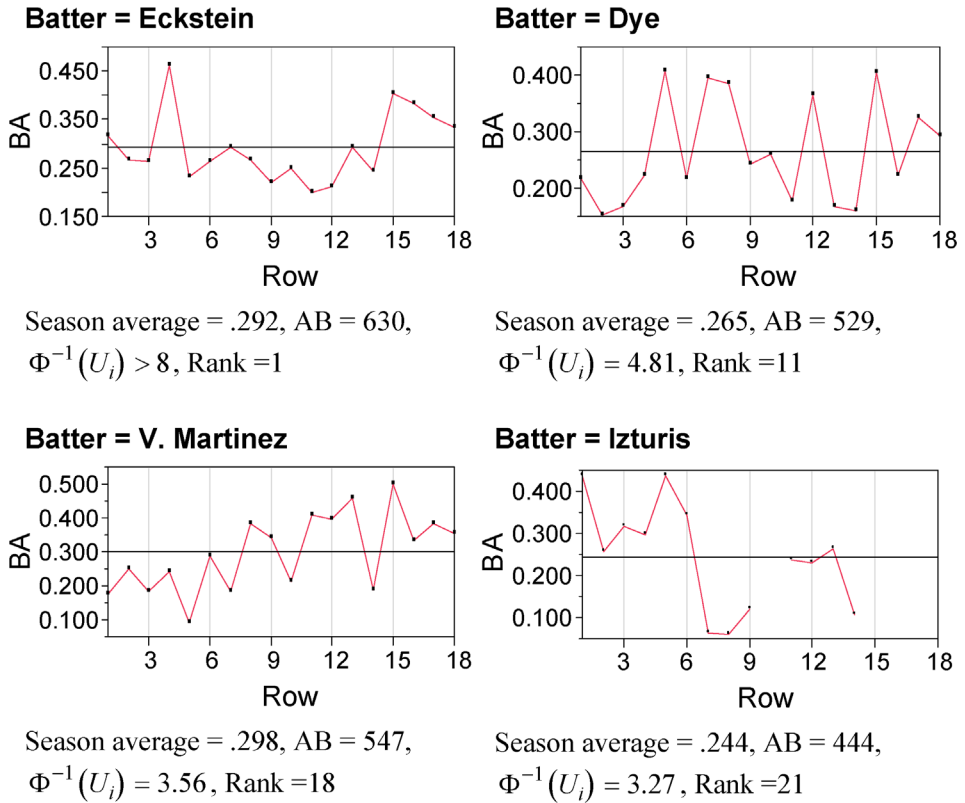 Batter = Eckstein
0.450
0.350
0.250
0.150
BA
3 6 9 12 15 18
Row
Season average = .292, AB = 630,
Φ⁻¹(Uᵢ) > 8, Rank =1
Batter = Dye
0.400
0.300
0.200
BA
3 6 9 12 15 18
Row
Season average = .265, AB = 529,
Φ⁻¹(Uᵢ) = 4.81, Rank =11
Batter = V. Martinez
0.500
0.400
0.300
0.200
0.100
BA
3 6 9 12 15 18
Row
Season average = .298, AB = 547,
Φ⁻¹(Uᵢ) = 3.56, Rank =18
Batter = Izturis
0.400
0.300
0.200
0.100
BA
3 6 9 12 15 18
Row
Season average = .244, AB = 444,
Φ⁻¹(Uᵢ) = 3.27, Rank =21